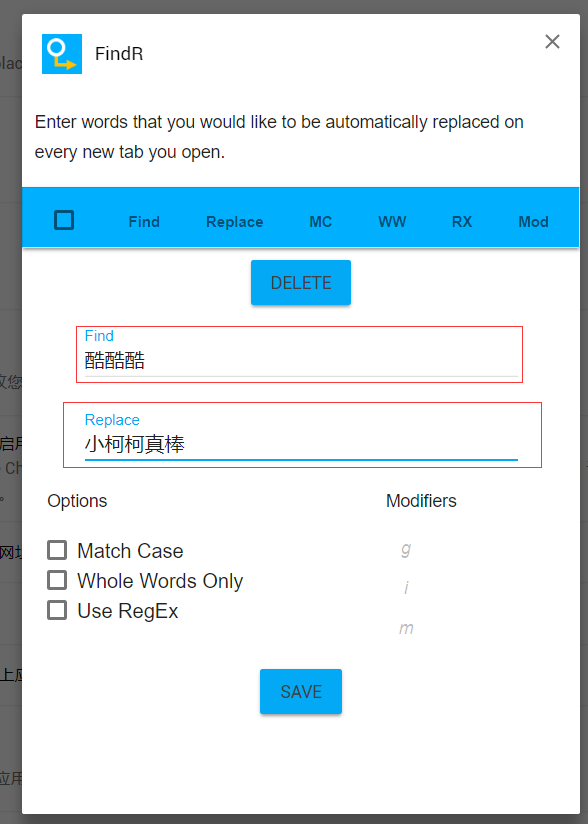 FindR
Enter words that you would like to be automatically replaced on
every new tab you open.
Find Replace MC WW RX Mod
DELETE
Find
酷酷酷
Replace
小柯柯真棒
Options Modifiers
Match Case g
Whole Words Only i
Use RegEx m
SAVE